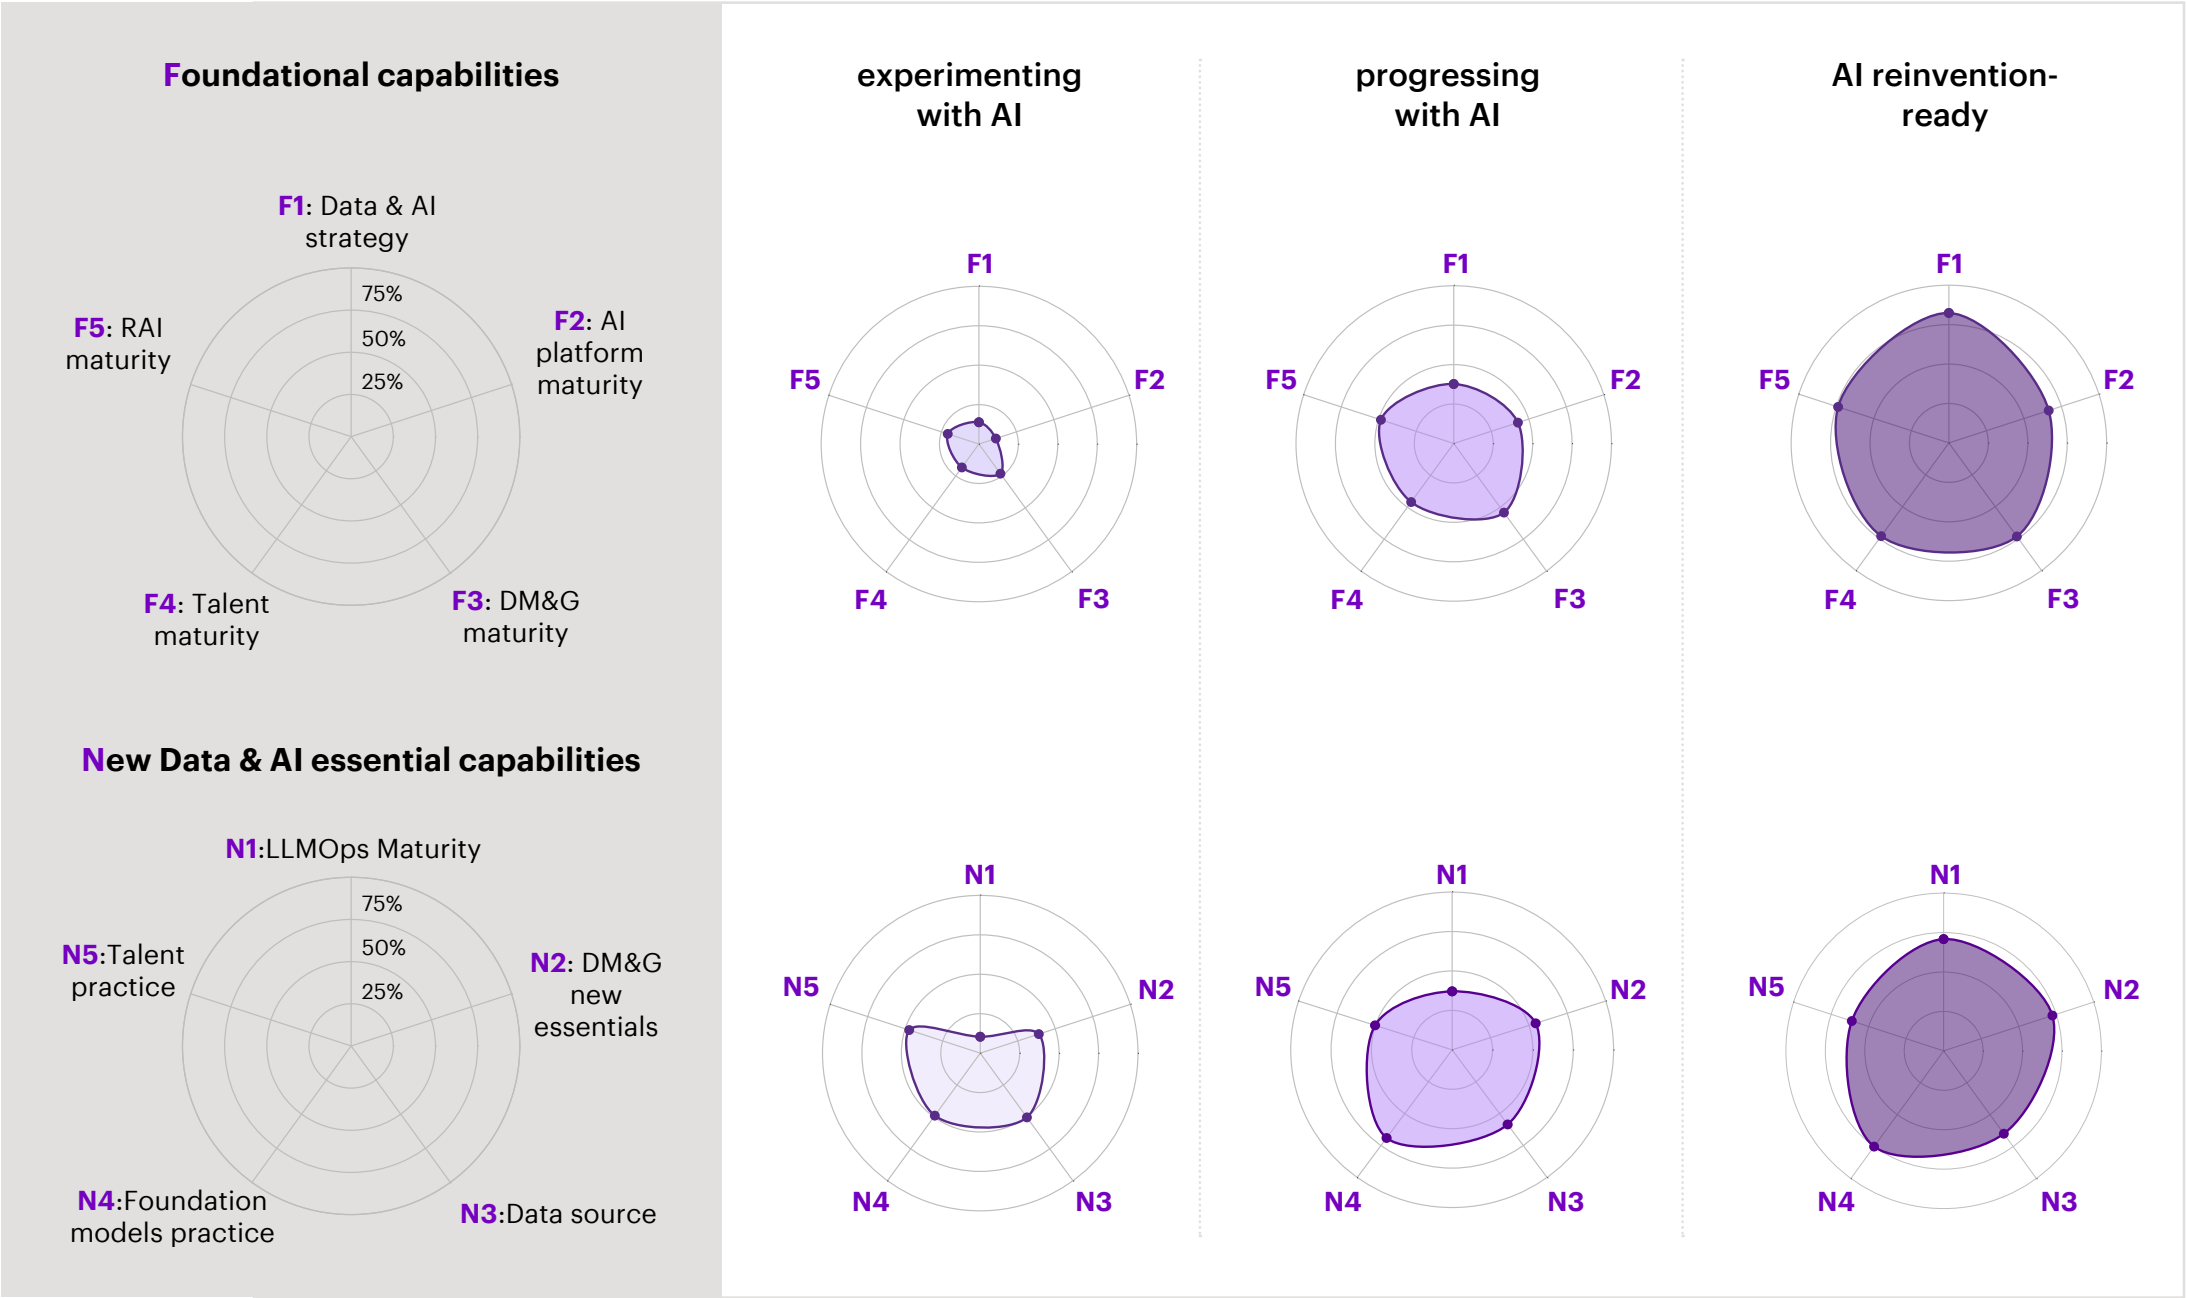 Foundational capabilities
F1: Data & AI
strategy
75%
50%
25%
F2: AI
platform
maturity
F5: RAI
maturity
F4: Talent
maturity
F3: DM&G
maturity
New Data & AI essential capabilities
N1:LLMOps Maturity
75%
50%
25%
N5:Talent
practice
N2: DM&G
new
essentials
N4:Foundation
models practice
N3:Data source
experimenting
with AI
F1
F2
F3
F4
F5
N1
N2
N3
N4
N5
progressing
with AI
F1
F2
F3
F4
F5
N1
N2
N3
N4
N5
AI reinvention-
ready
F1
F2
F3
F4
F5
N1
N2
N3
N4
N5